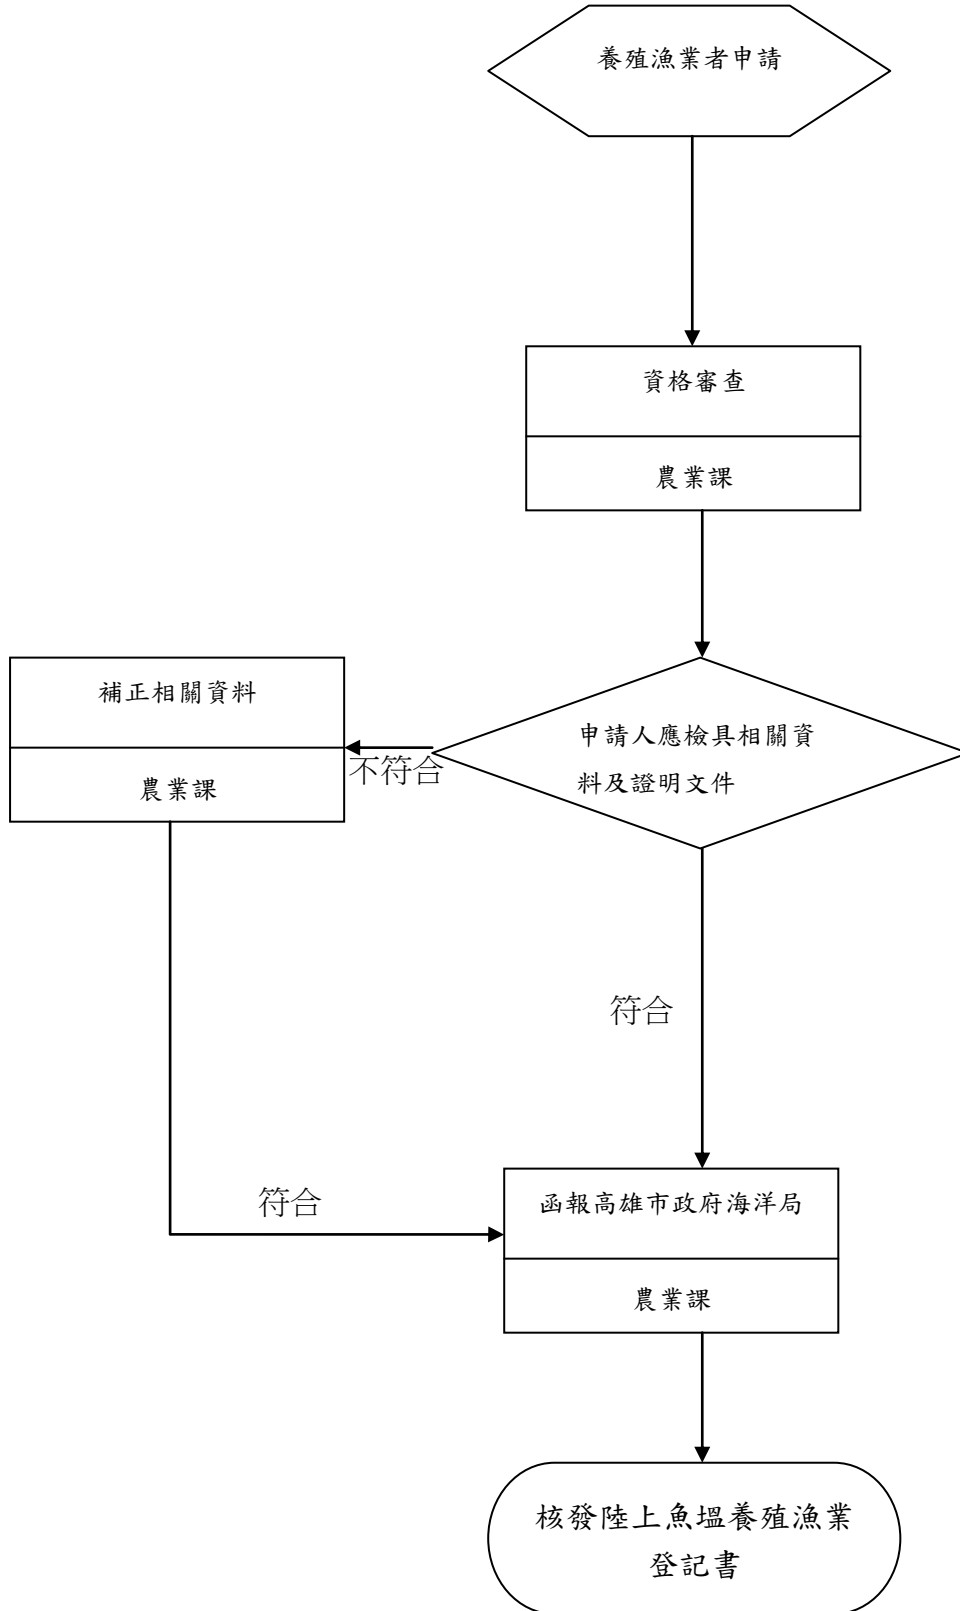 養殖漁業者申請
資格審查
農業課
補正相關資料
農業課
不符合
申請人應檢具相關資
料及證明文件
符合
符合
函報高雄市政府海洋局
農業課
核發陸上魚塭養殖漁業
登記書